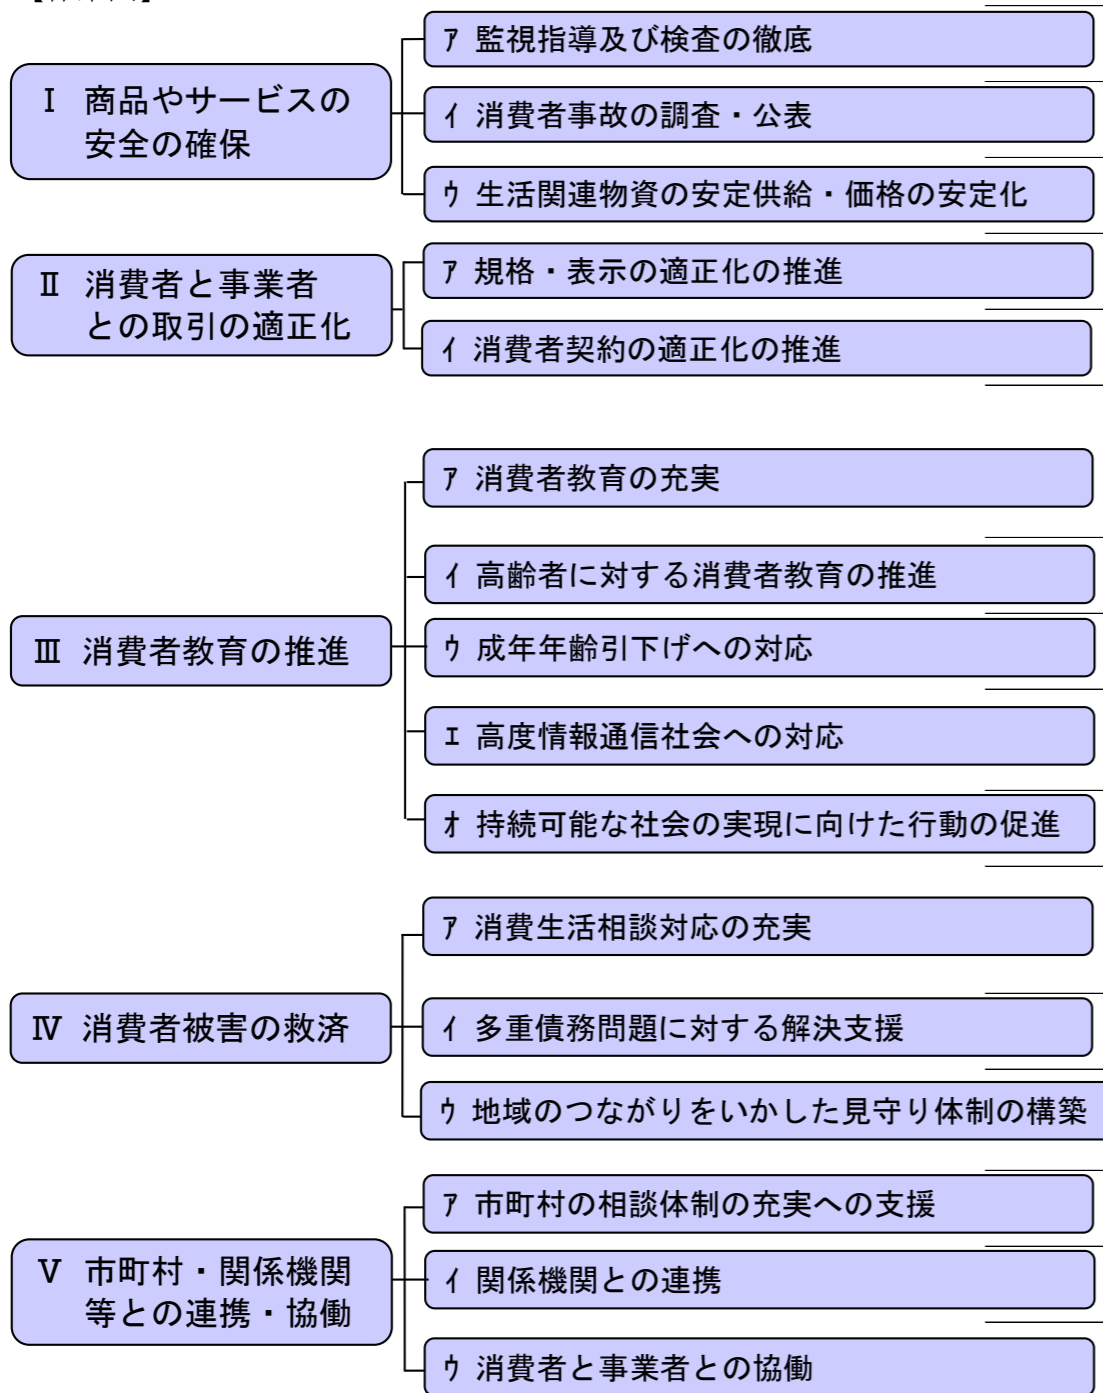 Ⅰ 商品やサービスの
安全の確保
ｱ 監視指導及び検査の徹底
ｲ 消費者事故の調査・公表
ｳ 生活関連物資の安定供給・価格の安定化
Ⅱ 消費者と事業者
との取引の適正化
ｱ 規格・表示の適正化の推進
ｲ 消費者契約の適正化の推進
Ⅲ 消費者教育の推進
ｱ 消費者教育の充実
ｲ 高齢者に対する消費者教育の推進
ｳ 成年年齢引下げへの対応
ｴ 高度情報通信社会への対応
ｵ 持続可能な社会の実現に向けた行動の促進
Ⅳ 消費者被害の救済
ｱ 消費生活相談対応の充実
ｲ 多重債務問題に対する解決支援
ｳ 地域のつながりをいかした見守り体制の構築
Ⅴ 市町村・関係機関
等との連携・協働
ｱ 市町村の相談体制の充実への支援
ｲ 関係機関との連携
ｳ 消費者と事業者との協働